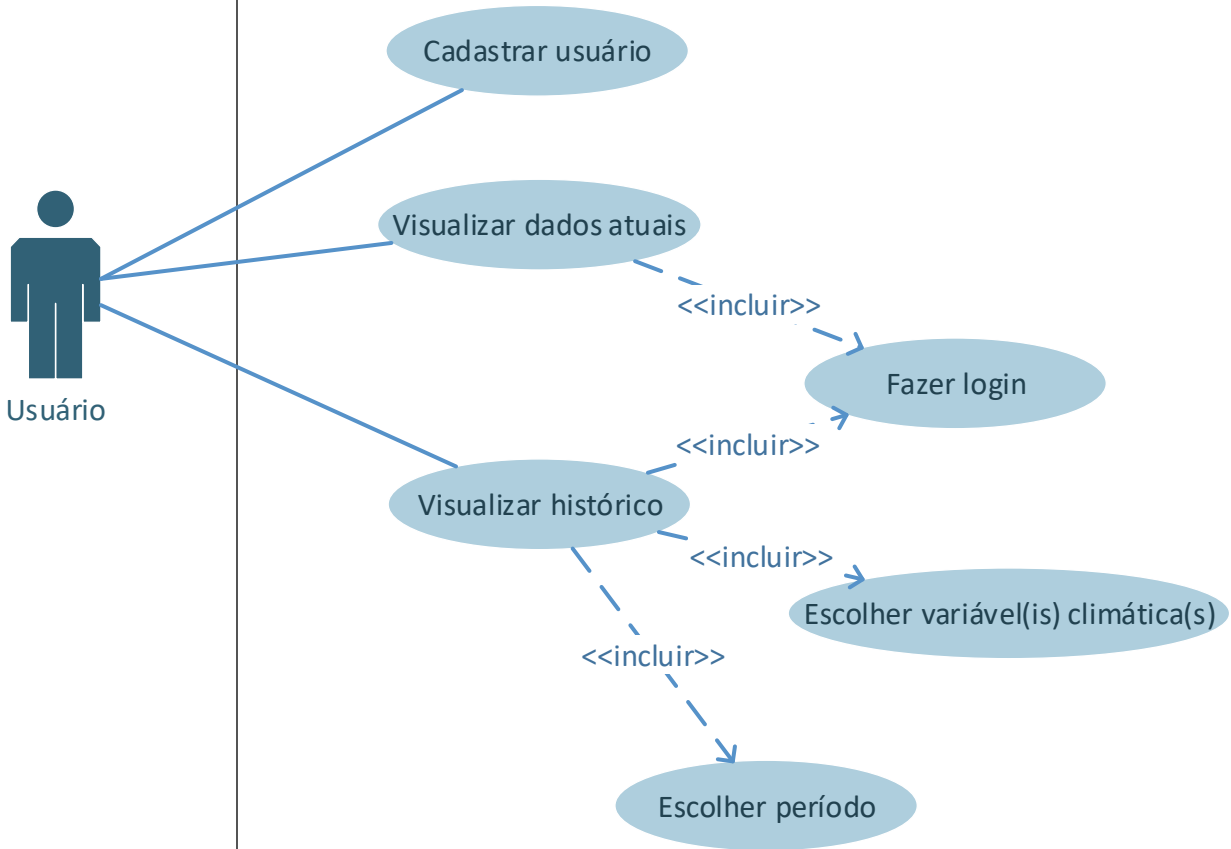 Cadastrar usuário
Visualizar dados atuais
<<incluir>>
Fazer login
Usuário
<<incluir>>
Visualizar histórico
<<incluir>>
Escolher variável(is) climática(s)
<<incluir>>
Escolher período